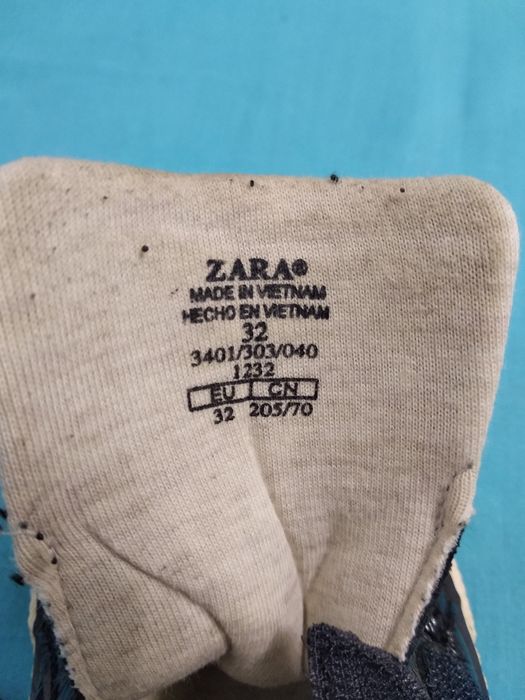 ZARA®
MADE IN VIETNAM
HECHO EN VIETNAM
32
3401/303/040
1232
EU CN
32 205/70